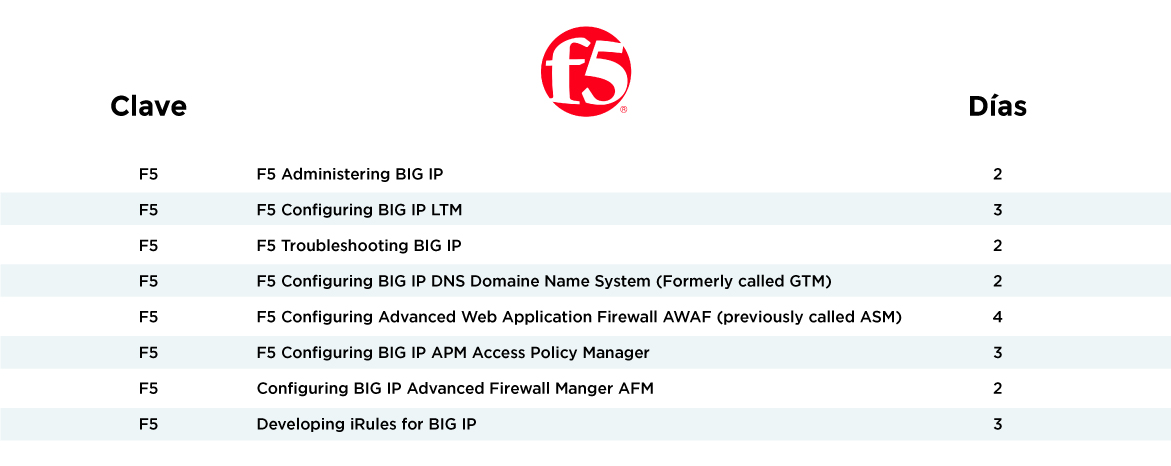 f5
®
Clave Días
F5 F5 Administering BIG IP 2
F5 F5 Configuring BIG IP LTM 3
F5 F5 Troubleshooting BIG IP 2
F5 F5 Configuring BIG IP DNS Domaine Name System (Formerly called GTM) 2
F5 F5 Configuring Advanced Web Application Firewall AWAF (previously called ASM) 4
F5 F5 Configuring BIG IP APM Access Policy Manager 3
F5 Configuring BIG IP Advanced Firewall Manger AFM 2
F5 Developing iRules for BIG IP 3